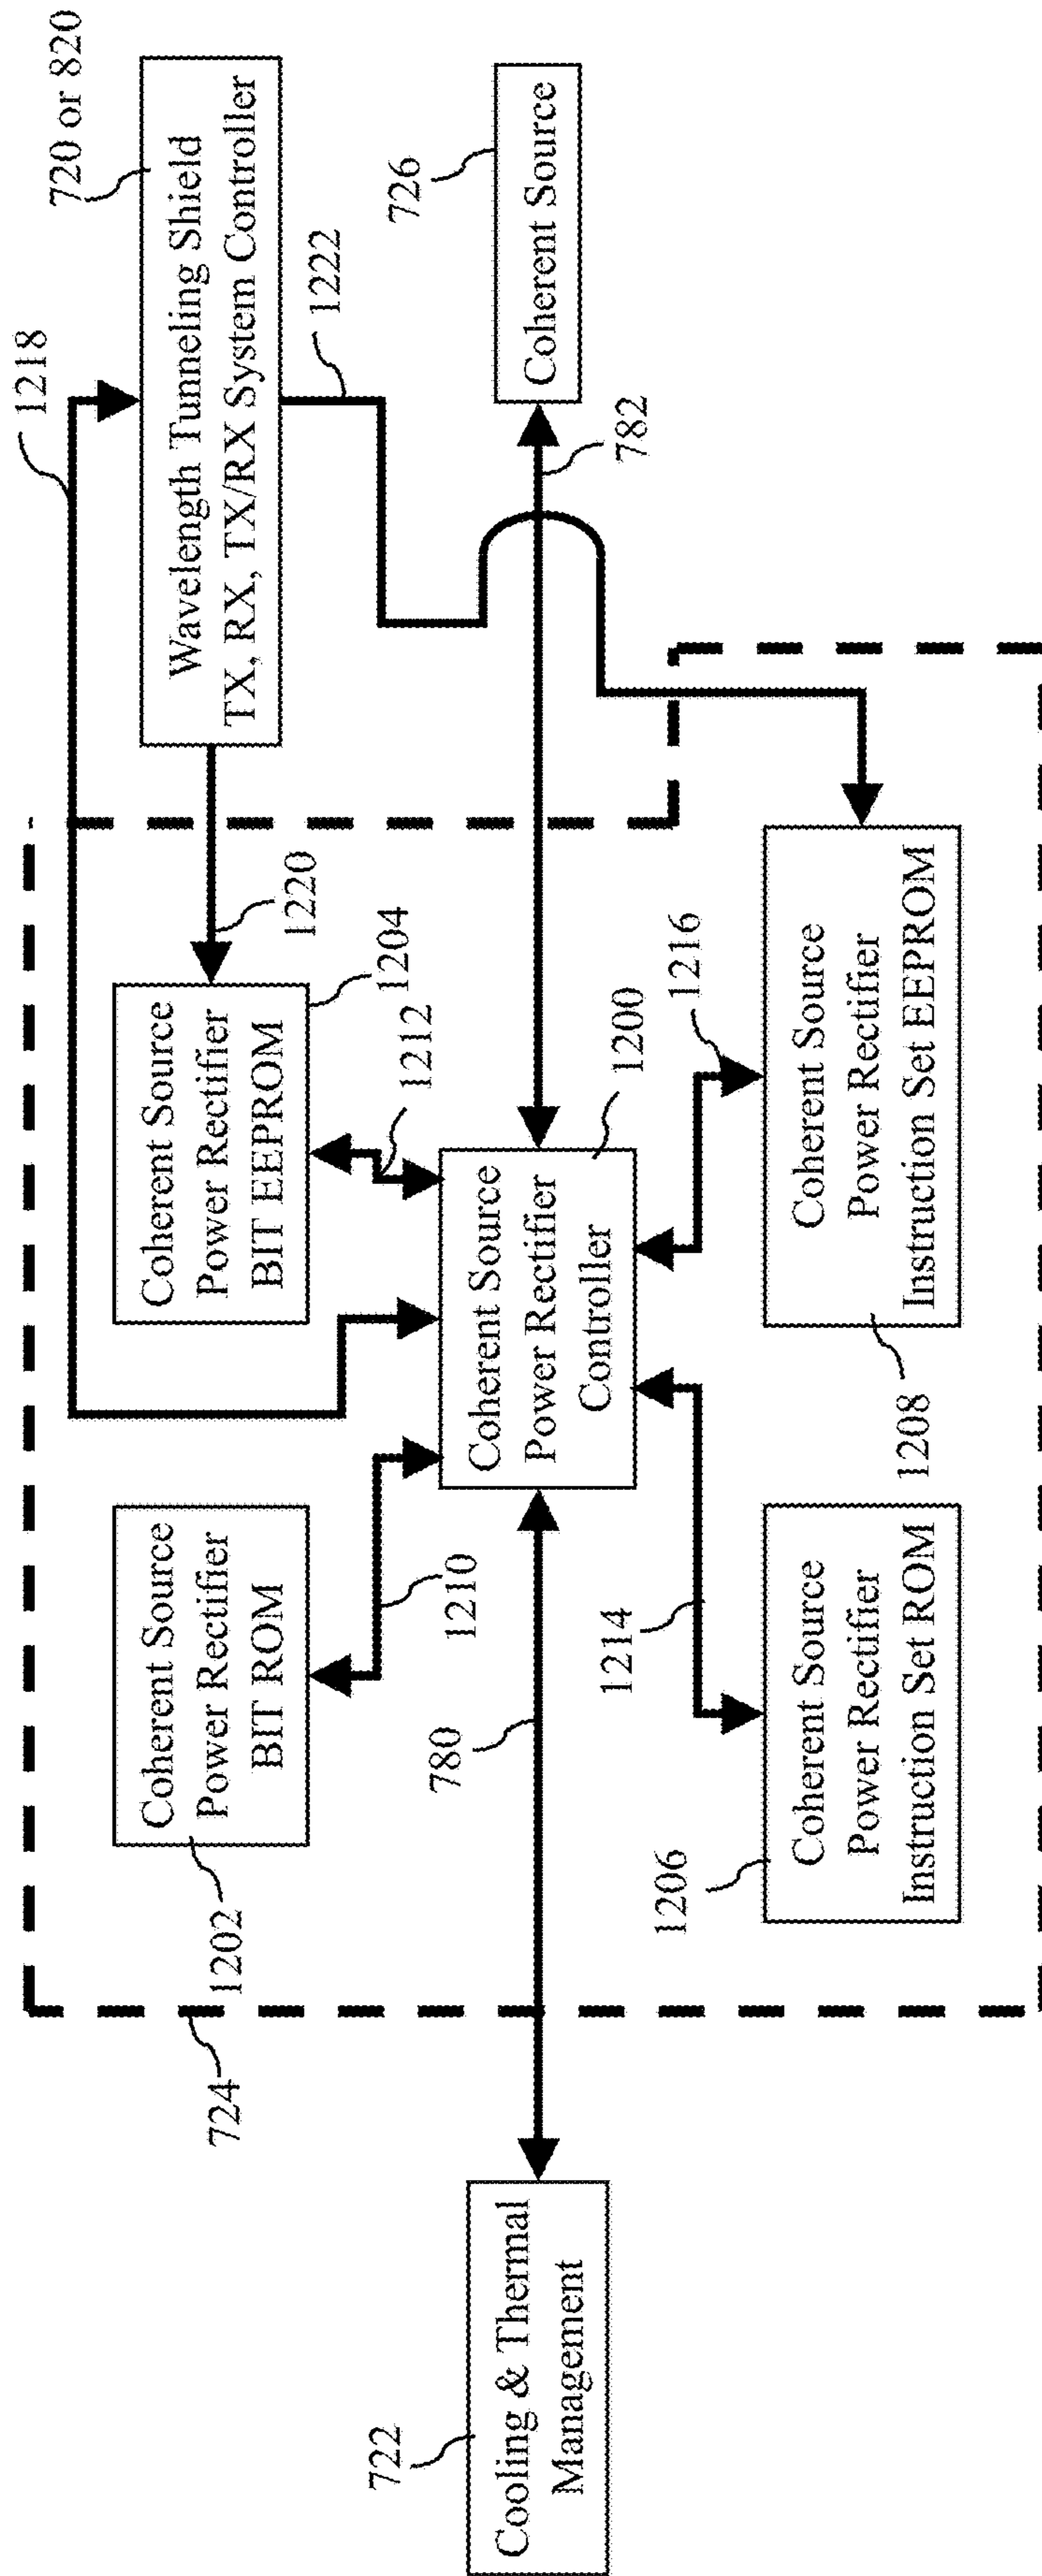 1218
720 or 820
Wavelength Tunneling Shield
TX, RX, TX/RX System Controller
1222
1220
Coherent Source
Power Rectifier
BIT ROM
1202
Coherent Source
Power Rectifier
BIT EEPROM
1204
1212
1210
724
722
Cooling & Thermal
Management
780
Coherent Source
Power Rectifier
Controller
1200
782
726
Coherent Source
1214
1216
1206
Coherent Source
Power Rectifier
Instruction Set ROM
1208
Coherent Source
Power Rectifier
Instruction Set EEPROM